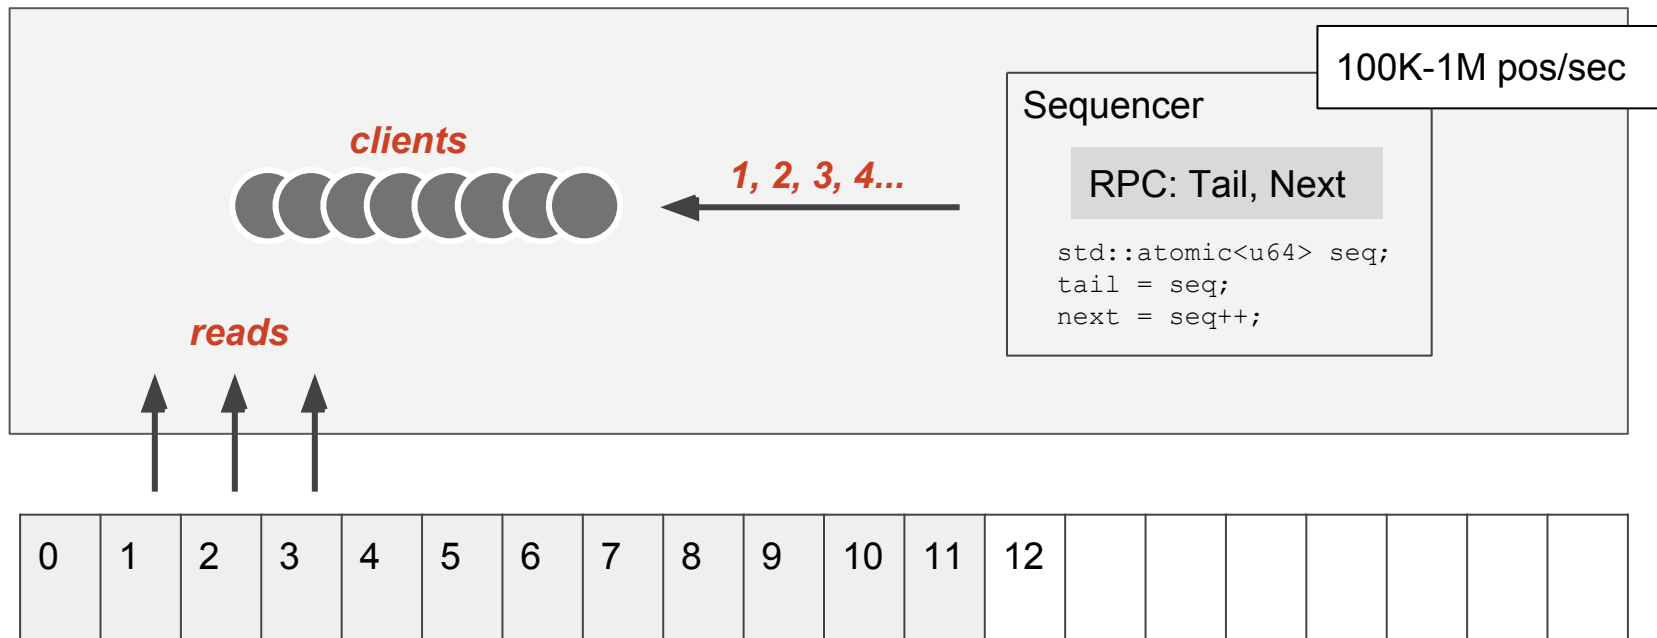 100K-1M pos/sec
Sequencer
clients
1, 2, 3, 4...
RPC: Tail, Next
std::atomic<u64> seq;
tail = seq;
next = seq++;
reads
0 1 2 3 4 5 6 7 8 9 10 11 12